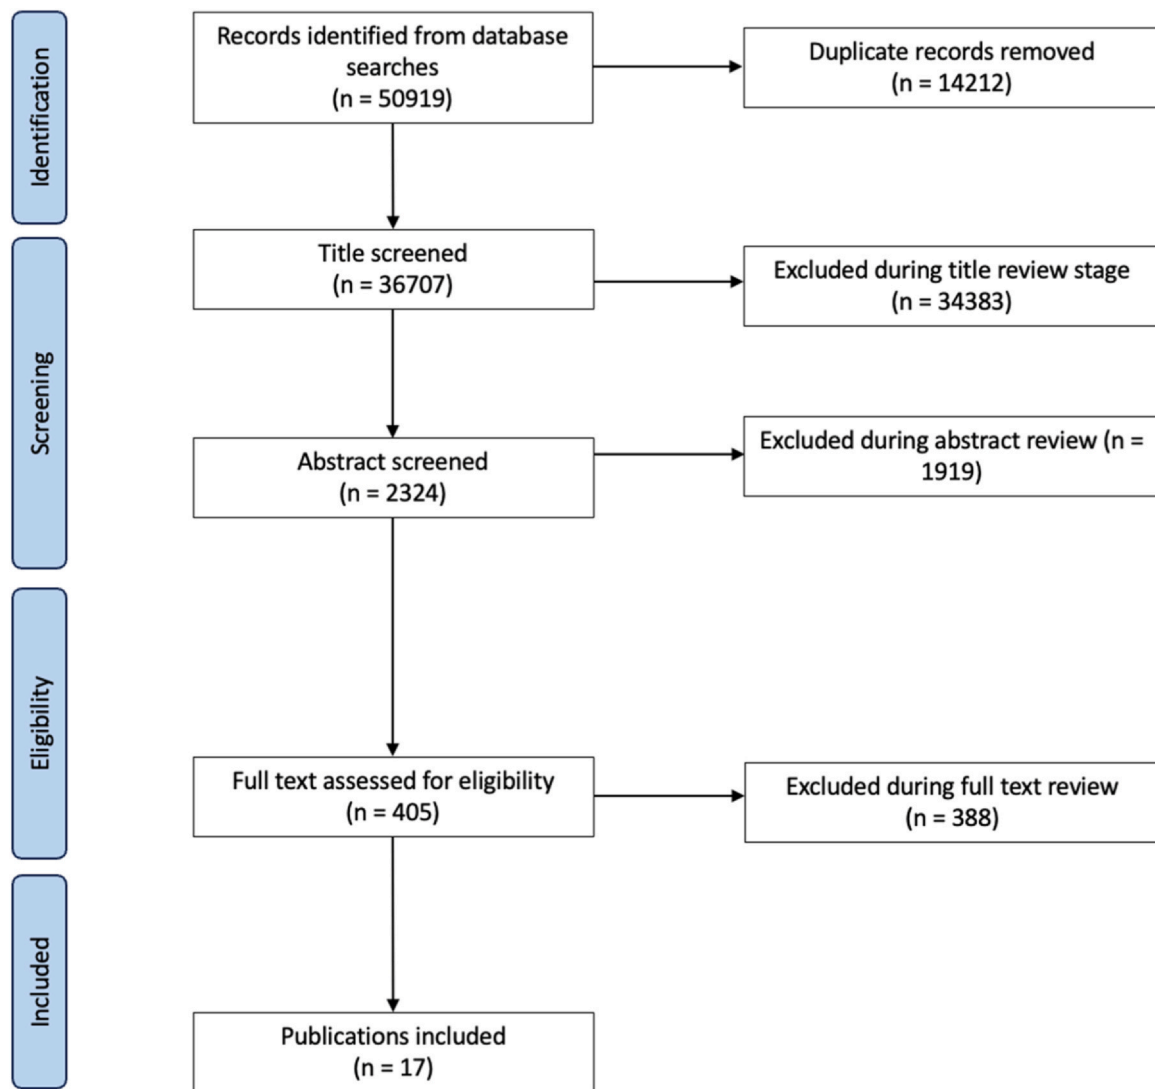 Identification
Records identified from database
searches
(n = 50919)
Duplicate records removed
(n = 14212)
Screening
Title screened
(n = 36707)
Excluded during title review stage
(n = 34383)
Abstract screened
(n = 2324)
Excluded during abstract review (n =
1919)
Eligibility
Full text assessed for eligibility
(n = 405)
Excluded during full text review
(n = 388)
Included
Publications included
(n = 17)